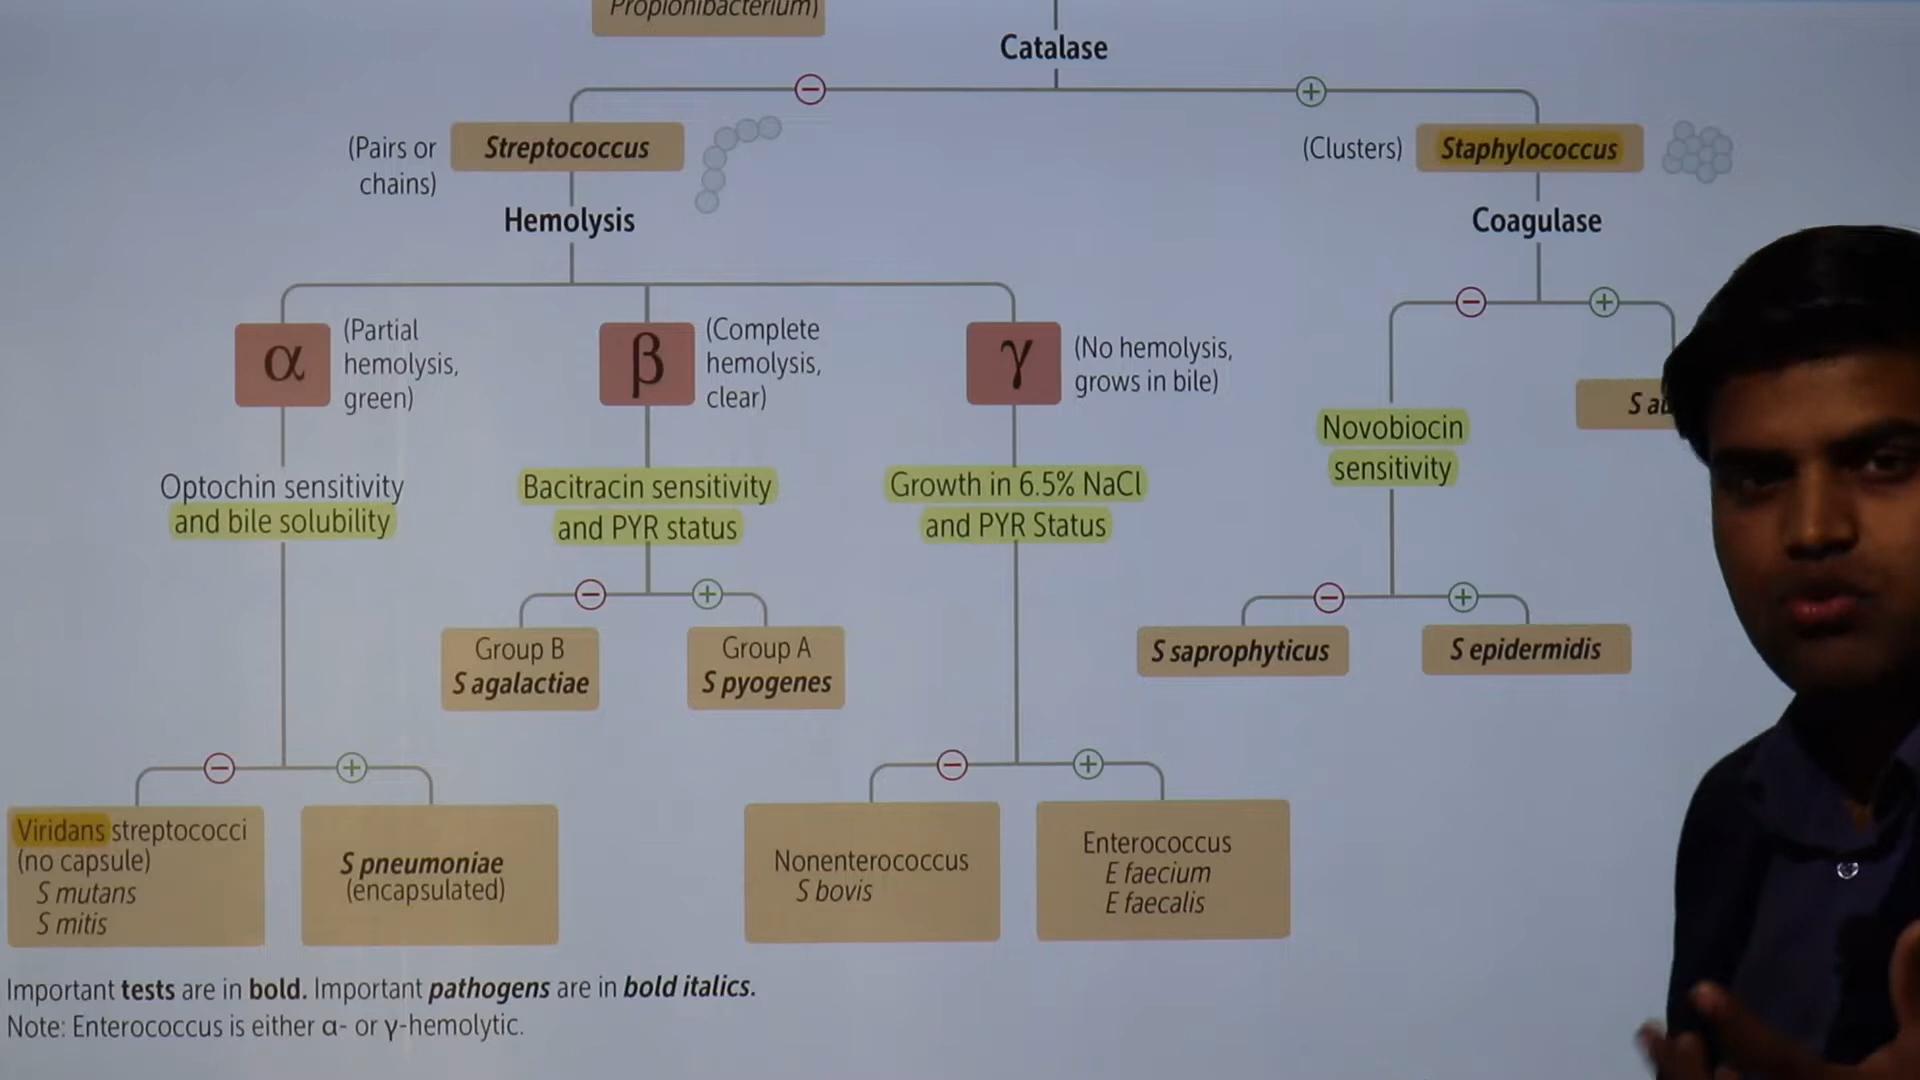 Propionibacterium)
Catalase
−
+
(Pairs or
chains)
Streptococcus
(Clusters)
Staphylococcus
Hemolysis
Coagulase
−
+
α
(Partial
hemolysis,
green)
β
(Complete
hemolysis,
clear)
γ
(No hemolysis,
grows in bile)
Novobiocin
sensitivity
Optochin sensitivity
and bile solubility
Bacitracin sensitivity
and PYR status
Growth in 6.5% NaCl
and PYR Status
−
+
−
+
Group B
S agalactiae
Group A
S pyogenes
S saprophyticus
S epidermidis
−
+
−
+
Viridans streptococci
(no capsule)
S mutans
S mitis
S pneumoniae
(encapsulated)
Nonenterococcus
S bovis
Enterococcus
E faecium
E faecalis
Important tests are in bold. Important pathogens are in bold italics.
Note: Enterococcus is either α- or γ-hemolytic.